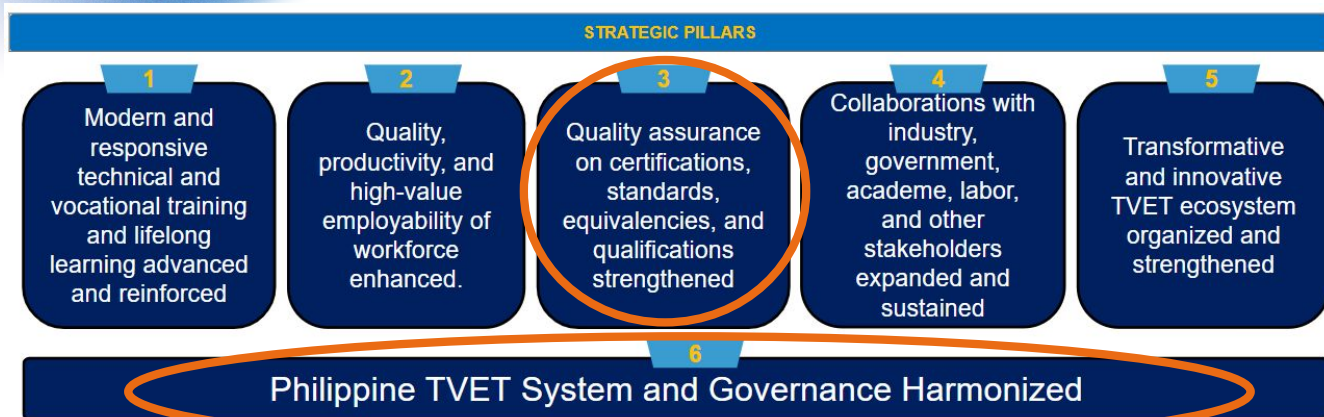 STRATEGIC PILLARS
1
Modern and
responsive
technical and
vocational training
and lifelong
learning advanced
and reinforced
2
Quality,
productivity, and
high-value
employability of
workforce
enhanced.
3
Quality assurance
on certifications,
standards,
equivalencies, and
qualifications
strengthened
4
Collaborations with
industry,
government,
academe, labor,
and other
stakeholders
expanded and
sustained
5
Transformative
and innovative
TVET ecosystem
organized and
strengthened
6
Philippine TVET System and Governance Harmonized